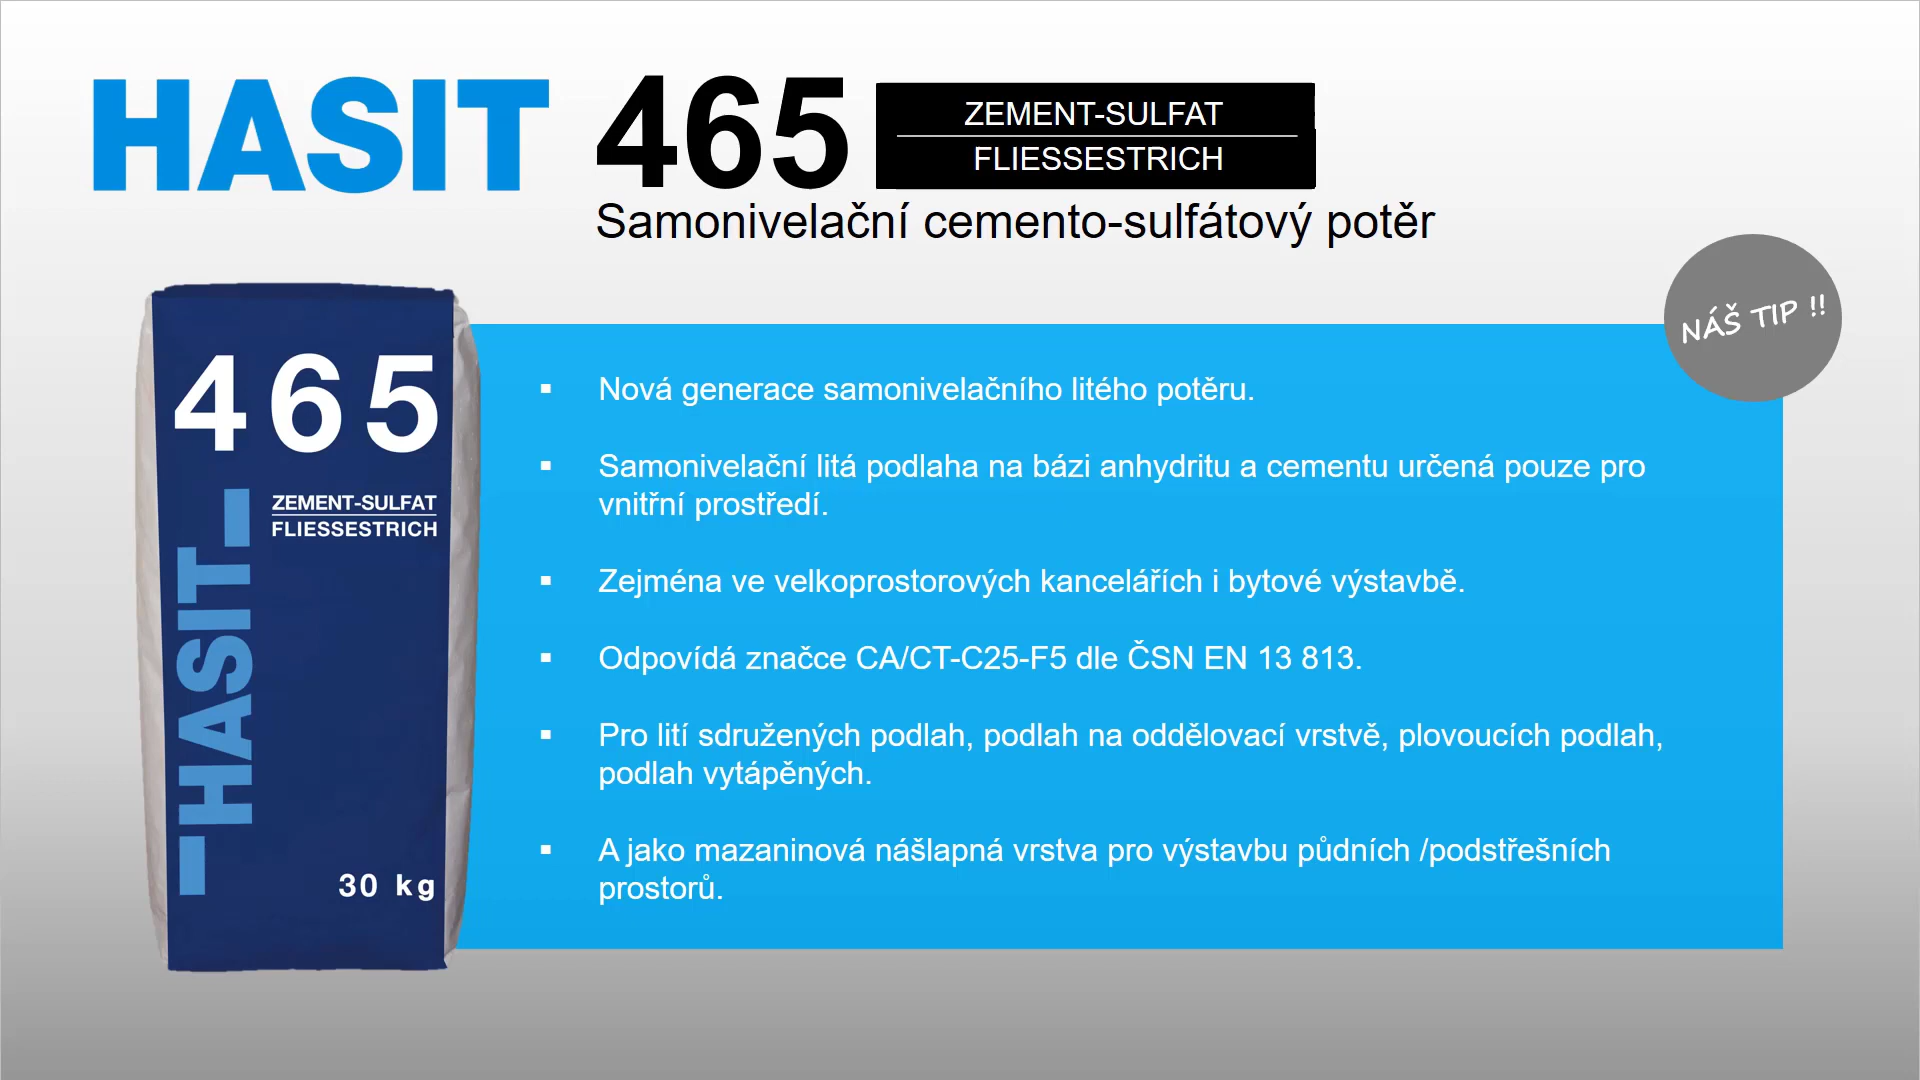 HASIT 465
ZEMENT-SULFAT
FLIESSESTRICH
Samonivelační cemento-sulfátový potěr
NÁŠ TIP !!
465
ZEMENT-SULFAT
FLIESSESTRICH
HASIT
30 kg
▪ Nová generace samonivelačního litého potěru.
▪ Samonivelační litá podlaha na bázi anhydritu a cementu určená pouze pro
vnitřní prostředí.
▪ Zejména ve velkoprostorových kancelářích i bytové výstavbě.
▪ Odpovídá značce CA/CT-C25-F5 dle ČSN EN 13 813.
▪ Pro lití sdružených podlah, podlah na oddělovací vrstvě, plovoucích podlah,
podlah vytápěných.
▪ A jako mazaninová nášlapná vrstva pro výstavbu půdních /podstřešních
prostorů.